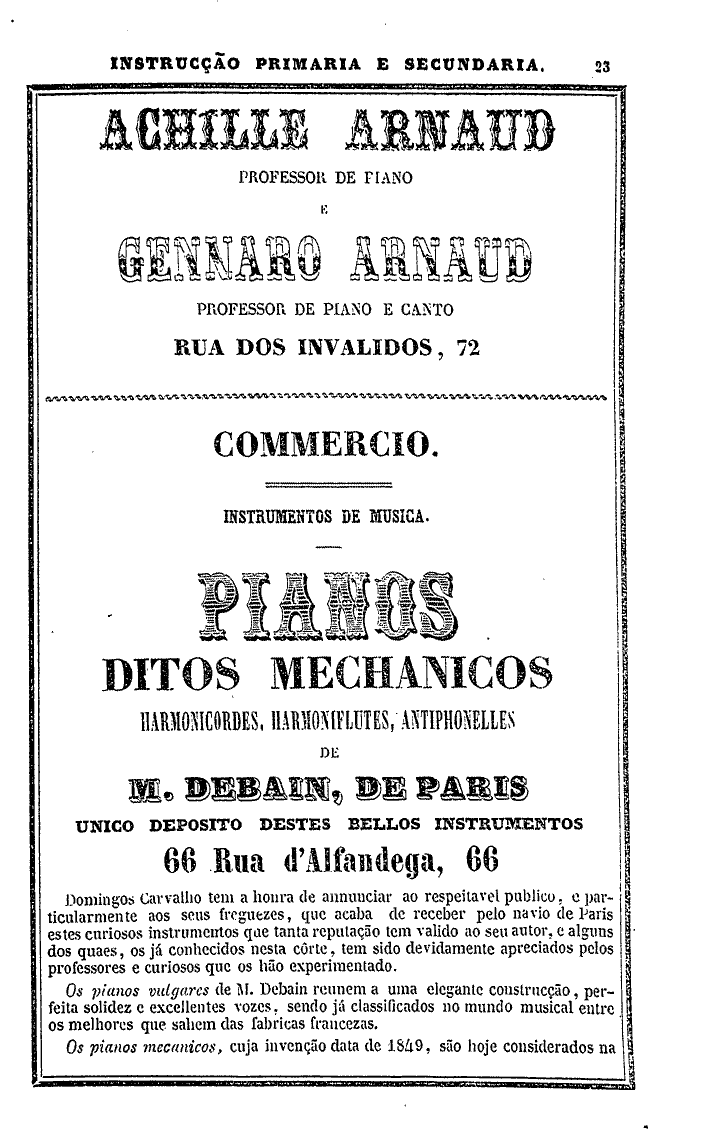 INSTRUCÇÃO PRIMARIA E SECUNDARIA. 23
ACHILLE ARNAUD
PROFESSOR DE PIANO
E
GENNARO ARNAUD
PROFESSOR DE PIANO E CANTO
RUA DOS INVALIDOS, 72
COMMERCIO.
INSTRUMENTOS DE MUSICA.
PIANOS
DITOS MECHANICOS
HARMONICORDES, HARMONIFLUTES, ANTIPHONELLES
DE
M. DEBAIN, DE PARIS
UNICO DEPOSITO DESTES BELLOS INSTRUMENTOS
66 Rua d'Alfandega, 66
Domingos Carvalho tem a honra de annunciar ao respeitavel publico, e par-
ticularmente aos seus freguezes, que acaba de receber pelo navio de Paris
estes curiosos instrumentos que tanta reputação tem valido ao seu autor, e alguns
dos quaes, os já conhecidos nesta côrte, tem sido devidamente apreciados pelos
professores e curiosos que os hão experimentado.
Os pianos vulgares de M. Debain reunem a uma elegante construcção, per-
feita solidez e excellentes vozes, sendo já classificados no mundo musical entre
os melhores que sahem das fabricas francezas.
Os pianos mecanicos, cuja invenção data de 1849, são hoje considerados na